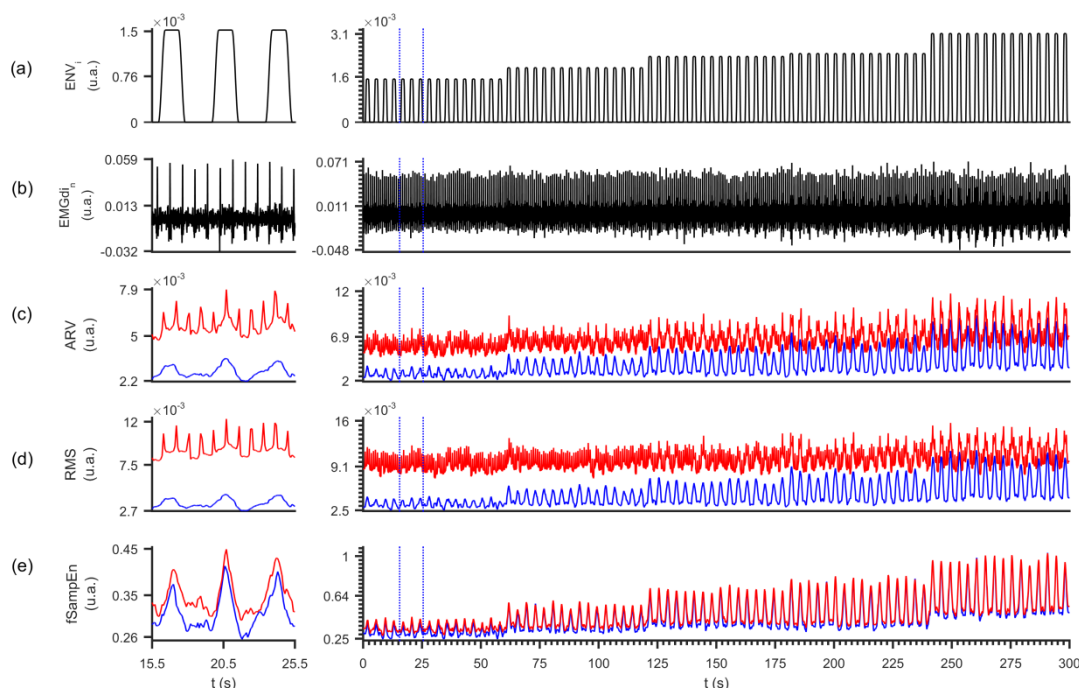 ×10⁻³
×10⁻³
(a)
ENVᵢ
(u.a.)
1.5
0.76
0
3.1
1.6
0
(b)
EMGdiₙ
(u.a.)
0.059
0.013
-0.032
0.071
0.011
-0.048
×10⁻³
×10⁻³
(c)
ARV
(u.a.)
7.9
5
2.2
12
6.9
2
×10⁻³
×10⁻³
(d)
RMS
(u.a.)
12
7.5
2.7
16
9.1
2.5
(e)
fSampEn
(u.a.)
0.45
0.35
0.26
1
0.64
0.25
15.5 20.5 25.5
0 25 50 75 100 125 150 175 200 225 250 275 300
t (s)
t (s)